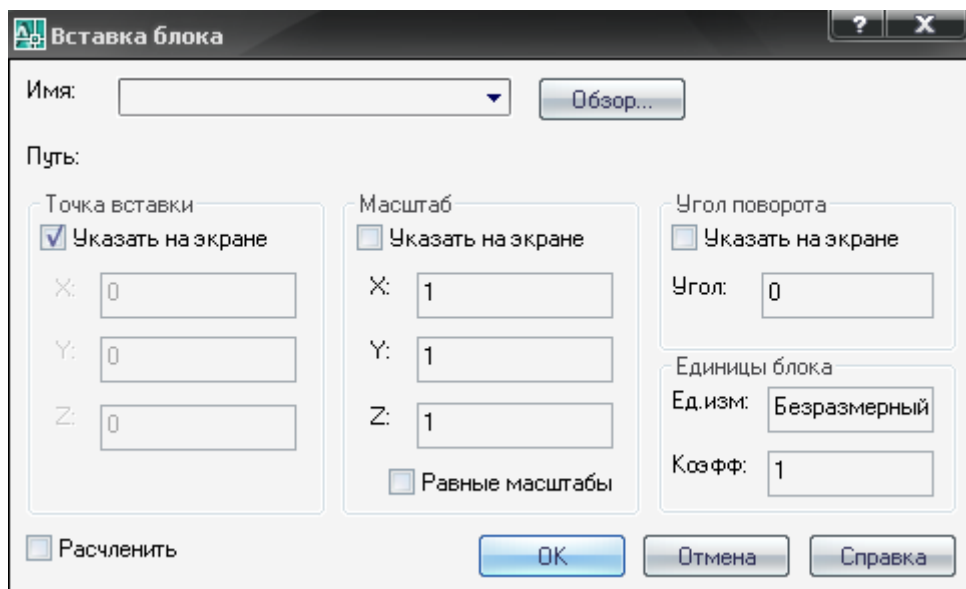 Вставка блока
Имя: Обзор...
Путь:
Точка вставки Масштаб Угол поворота
Указать на экране Указать на экране Указать на экране
X: 0 X: 1 Угол: 0
Y: 0 Y: 1 Единицы блока
Ед.изм: Безразмерный
Z: 0 Z: 1
Коэфф: 1
Равные масштабы
Расчленить OK Отмена Справка